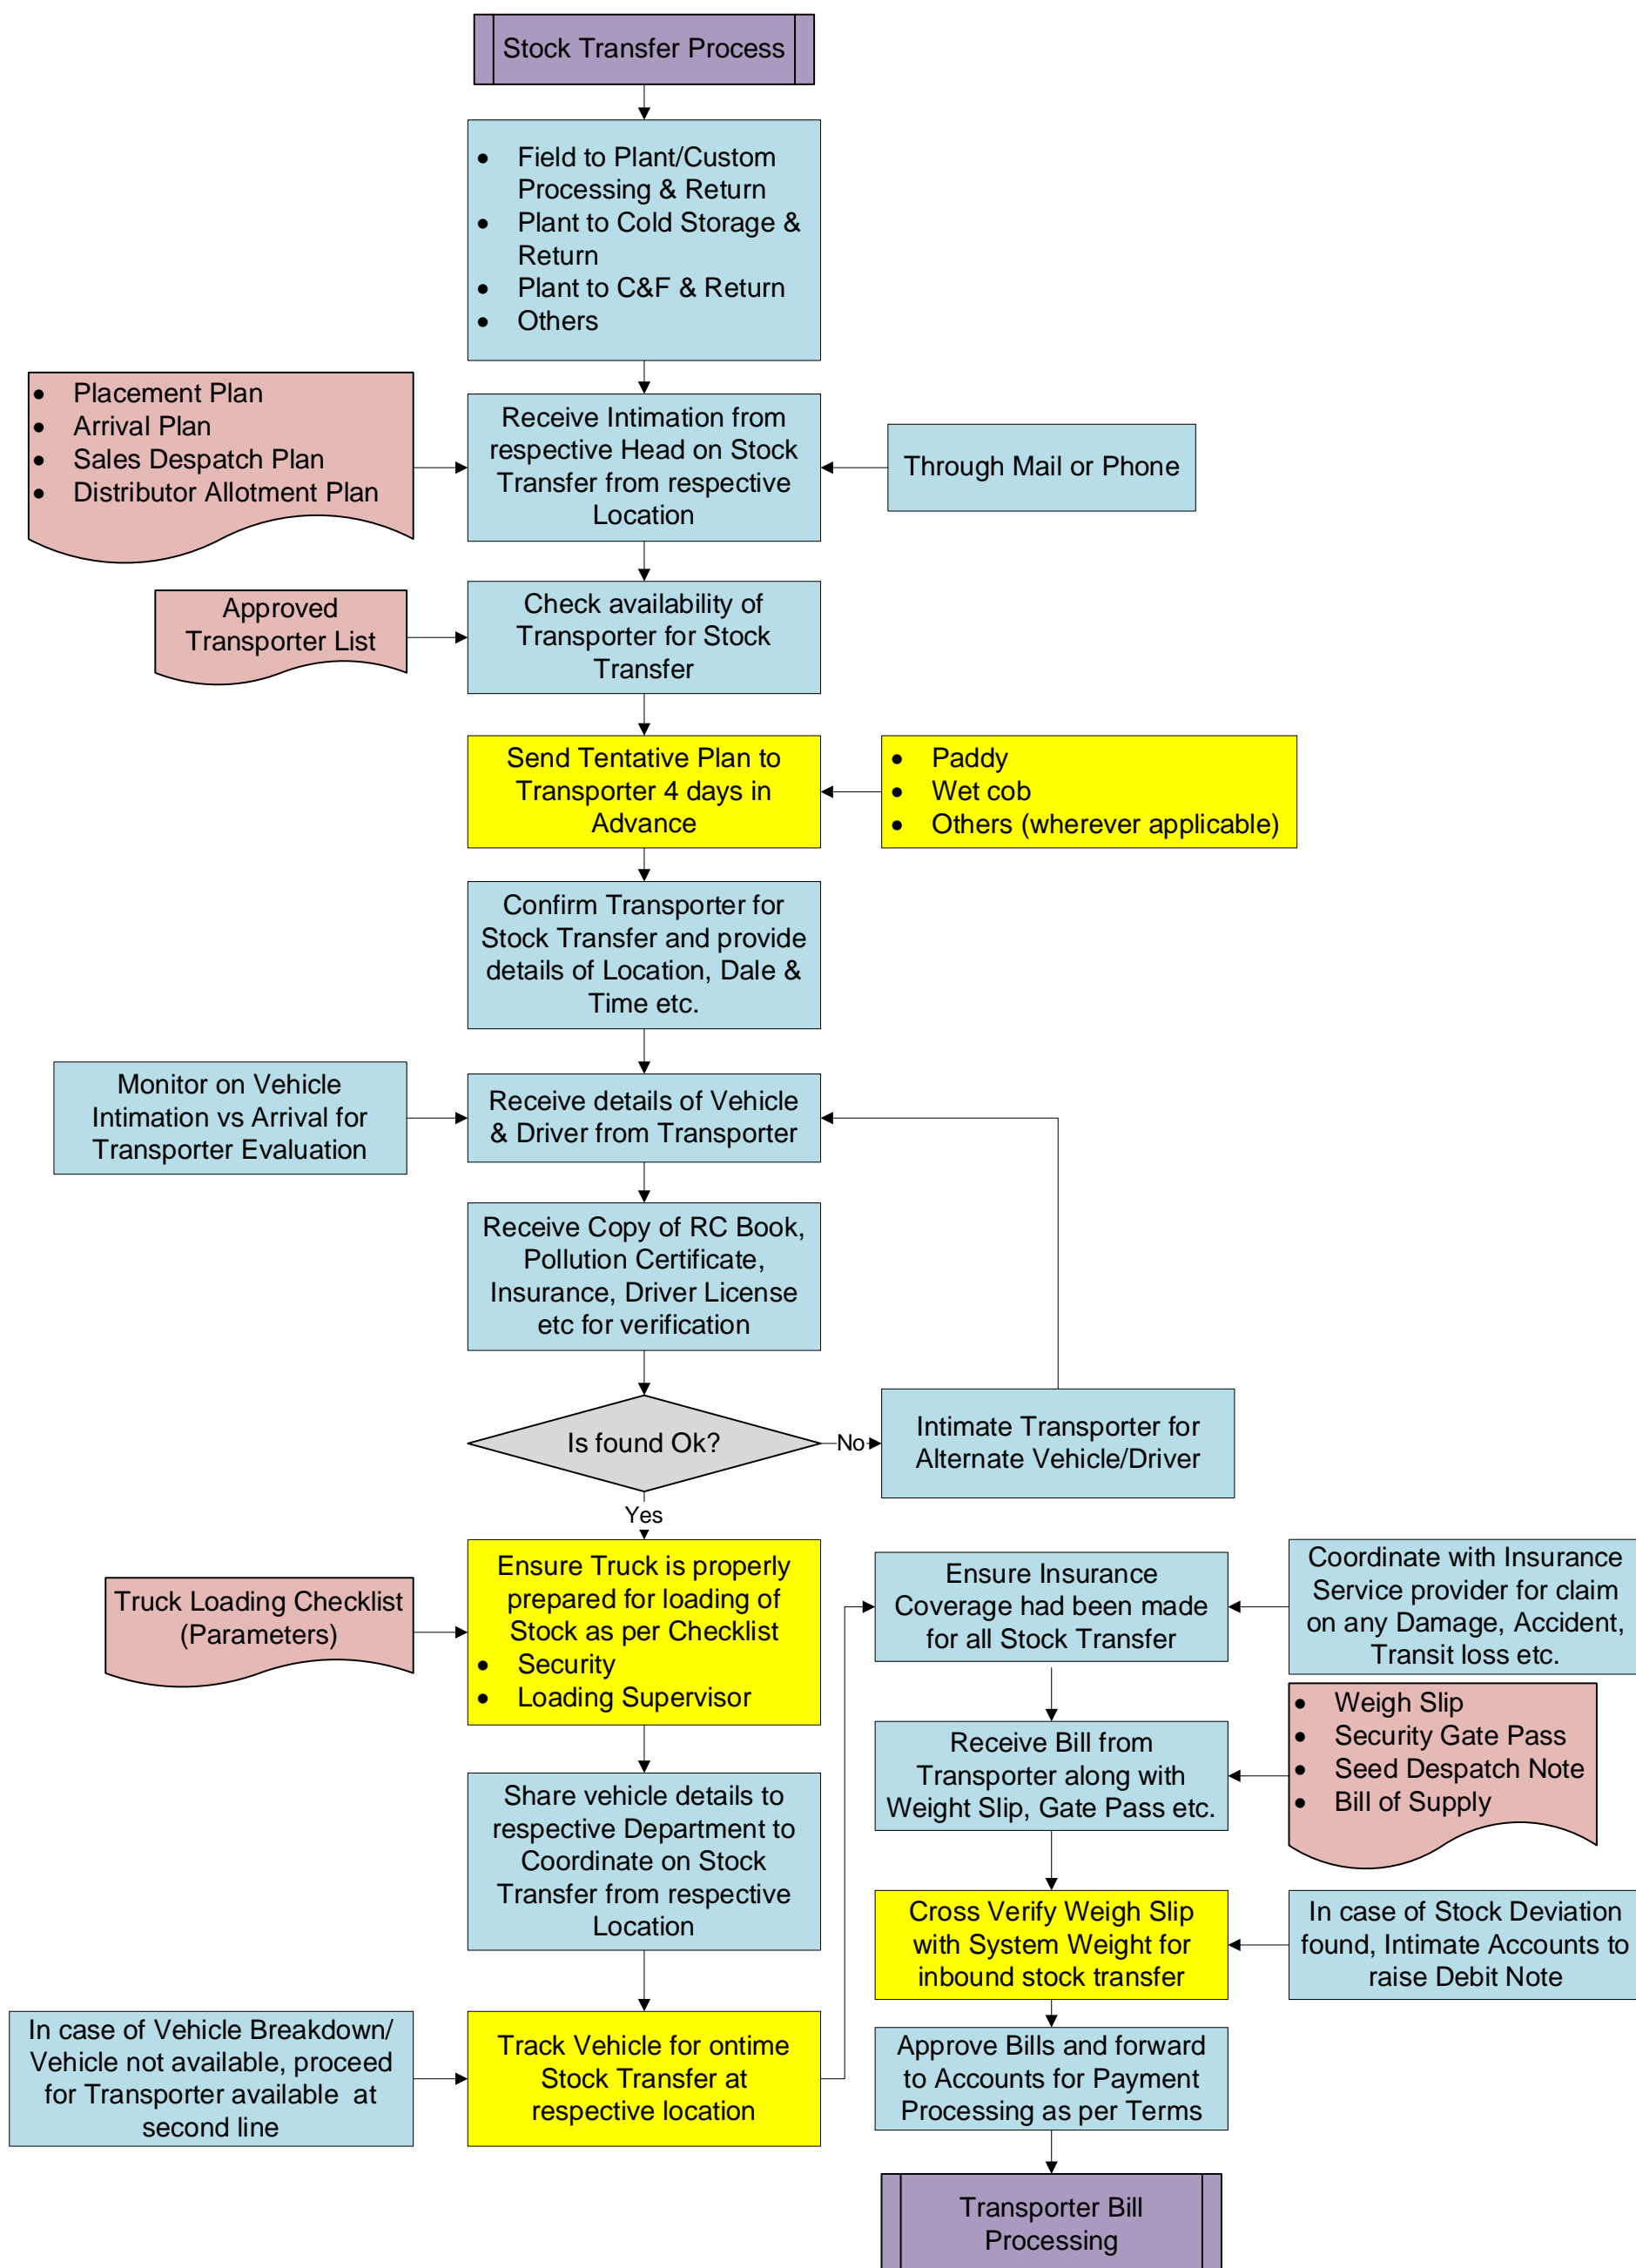 Stock Transfer Process
• Field to Plant/Custom
Processing & Return
• Plant to Cold Storage &
Return
• Plant to C&F & Return
• Others
• Placement Plan
• Arrival Plan
• Sales Despatch Plan
• Distributor Allotment Plan
Receive Intimation from
respective Head on Stock
Transfer from respective
Location
Through Mail or Phone
Approved
Transporter List
Check availability of
Transporter for Stock
Transfer
Send Tentative Plan to
Transporter 4 days in
Advance
• Paddy
• Wet cob
• Others (wherever applicable)
Confirm Transporter for
Stock Transfer and provide
details of Location, Dale &
Time etc.
Monitor on Vehicle
Intimation vs Arrival for
Transporter Evaluation
Receive details of Vehicle
& Driver from Transporter
Receive Copy of RC Book,
Pollution Certificate,
Insurance, Driver License
etc for verification
Is found Ok?
No
Intimate Transporter for
Alternate Vehicle/Driver
Yes
Truck Loading Checklist
(Parameters)
Ensure Truck is properly
prepared for loading of
Stock as per Checklist
• Security
• Loading Supervisor
Share vehicle details to
respective Department to
Coordinate on Stock
Transfer from respective
Location
In case of Vehicle Breakdown/
Vehicle not available, proceed
for Transporter available at
second line
Track Vehicle for ontime
Stock Transfer at
respective location
Ensure Insurance
Coverage had been made
for all Stock Transfer
Coordinate with Insurance
Service provider for claim
on any Damage, Accident,
Transit loss etc.
Receive Bill from
Transporter along with
Weight Slip, Gate Pass etc.
• Weigh Slip
• Security Gate Pass
• Seed Despatch Note
• Bill of Supply
Cross Verify Weigh Slip
with System Weight for
inbound stock transfer
In case of Stock Deviation
found, Intimate Accounts to
raise Debit Note
Approve Bills and forward
to Accounts for Payment
Processing as per Terms
Transporter Bill
Processing